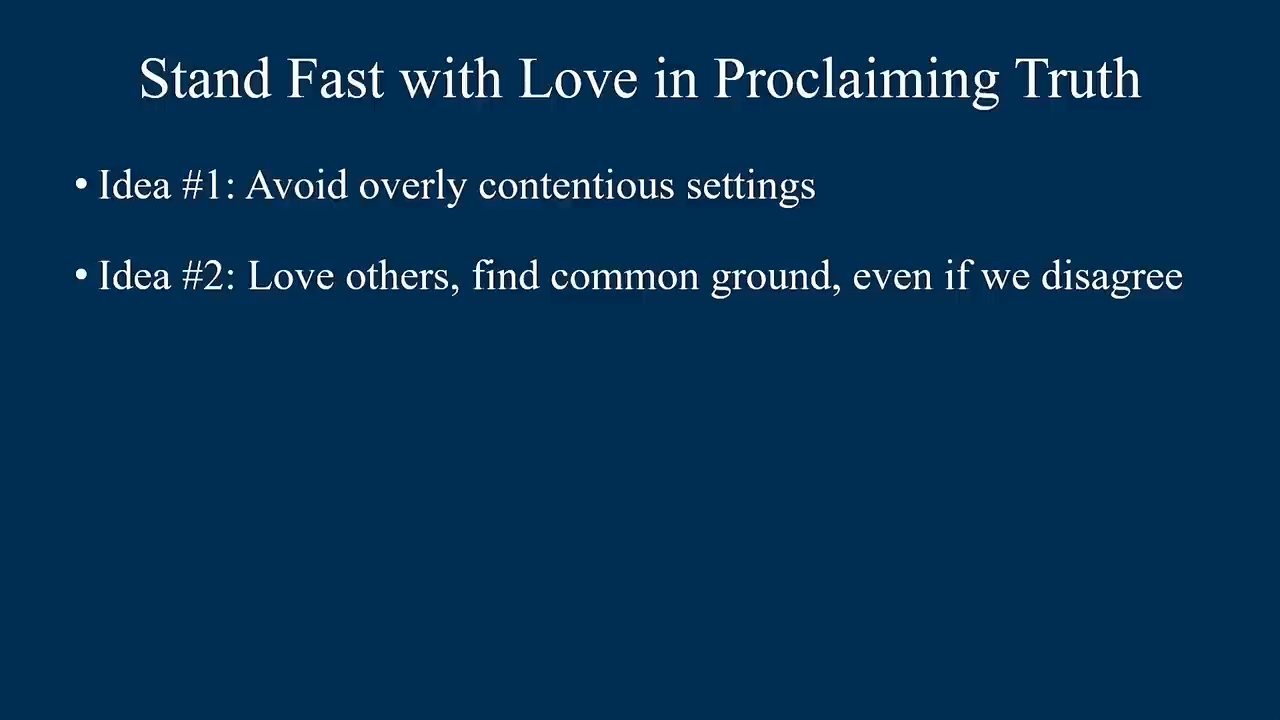 Stand Fast with Love in Proclaiming Truth
• Idea #1: Avoid overly contentious settings
• Idea #2: Love others, find common ground, even if we disagree